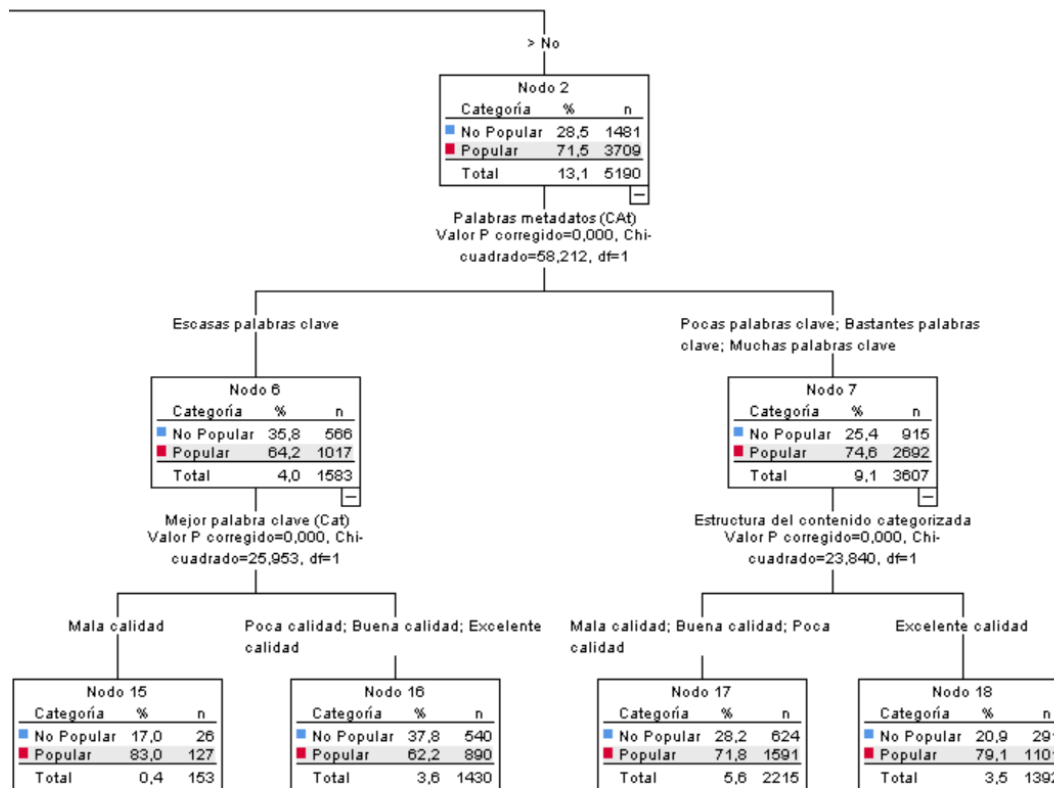 > No
Nodo 2
Categoría % n
No Popular 28,5 1481
Popular 71,5 3709
Total 13,1 5190
Palabras metadatos (CAt)
Valor P corregido=0,000, Chi-
cuadrado=58,212, df=1
Escasas palabras clave
Pocas palabras clave; Bastantes palabras
clave; Muchas palabras clave
Nodo 6
Categoría % n
No Popular 35,8 566
Popular 64,2 1017
Total 4,0 1583
Nodo 7
Categoría % n
No Popular 25,4 915
Popular 74,6 2692
Total 9,1 3607
Mejor palabra clave (Cat)
Valor P corregido=0,000, Chi-
cuadrado=25,953, df=1
Estructura del contenido categorizada
Valor P corregido=0,000, Chi-
cuadrado=23,840, df=1
Mala calidad
Poca calidad; Buena calidad; Excelente
calidad
Mala calidad; Buena calidad; Poca
calidad
Excelente calidad
Nodo 15
Categoría % n
No Popular 17,0 26
Popular 83,0 127
Total 0,4 153
Nodo 16
Categoría % n
No Popular 37,8 540
Popular 62,2 890
Total 3,6 1430
Nodo 17
Categoría % n
No Popular 28,2 624
Popular 71,8 1591
Total 5,6 2215
Nodo 18
Categoría % n
No Popular 20,9 291
Popular 79,1 1101
Total 3,5 1392